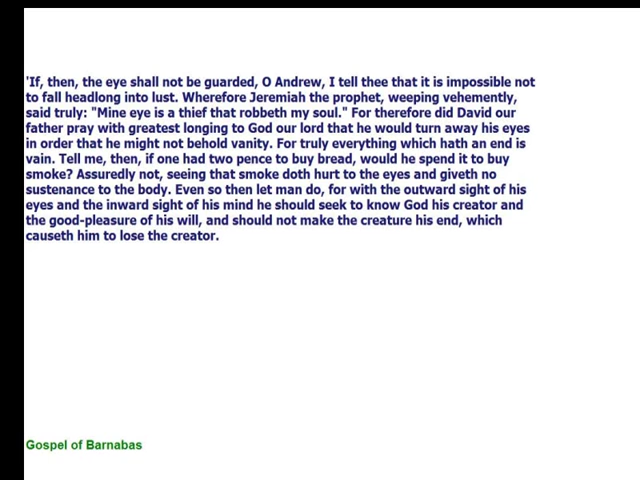 'If, then, the eye shall not be guarded, O Andrew, I tell thee that it is impossible not
to fall headlong into lust. Wherefore Jeremiah the prophet, weeping vehemently,
said truly: "Mine eye is a thief that robbeth my soul." For therefore did David our
father pray with greatest longing to God our lord that he would turn away his eyes
in order that he might not behold vanity. For truly everything which hath an end is
vain. Tell me, then, if one had two pence to buy bread, would he spend it to buy
smoke? Assuredly not, seeing that smoke doth hurt to the eyes and giveth no
sustenance to the body. Even so then let man do, for with the outward sight of his
eyes and the inward sight of his mind he should seek to know God his creator and
the good-pleasure of his will, and should not make the creature his end, which
causeth him to lose the creator.
Gospel of Barnabas